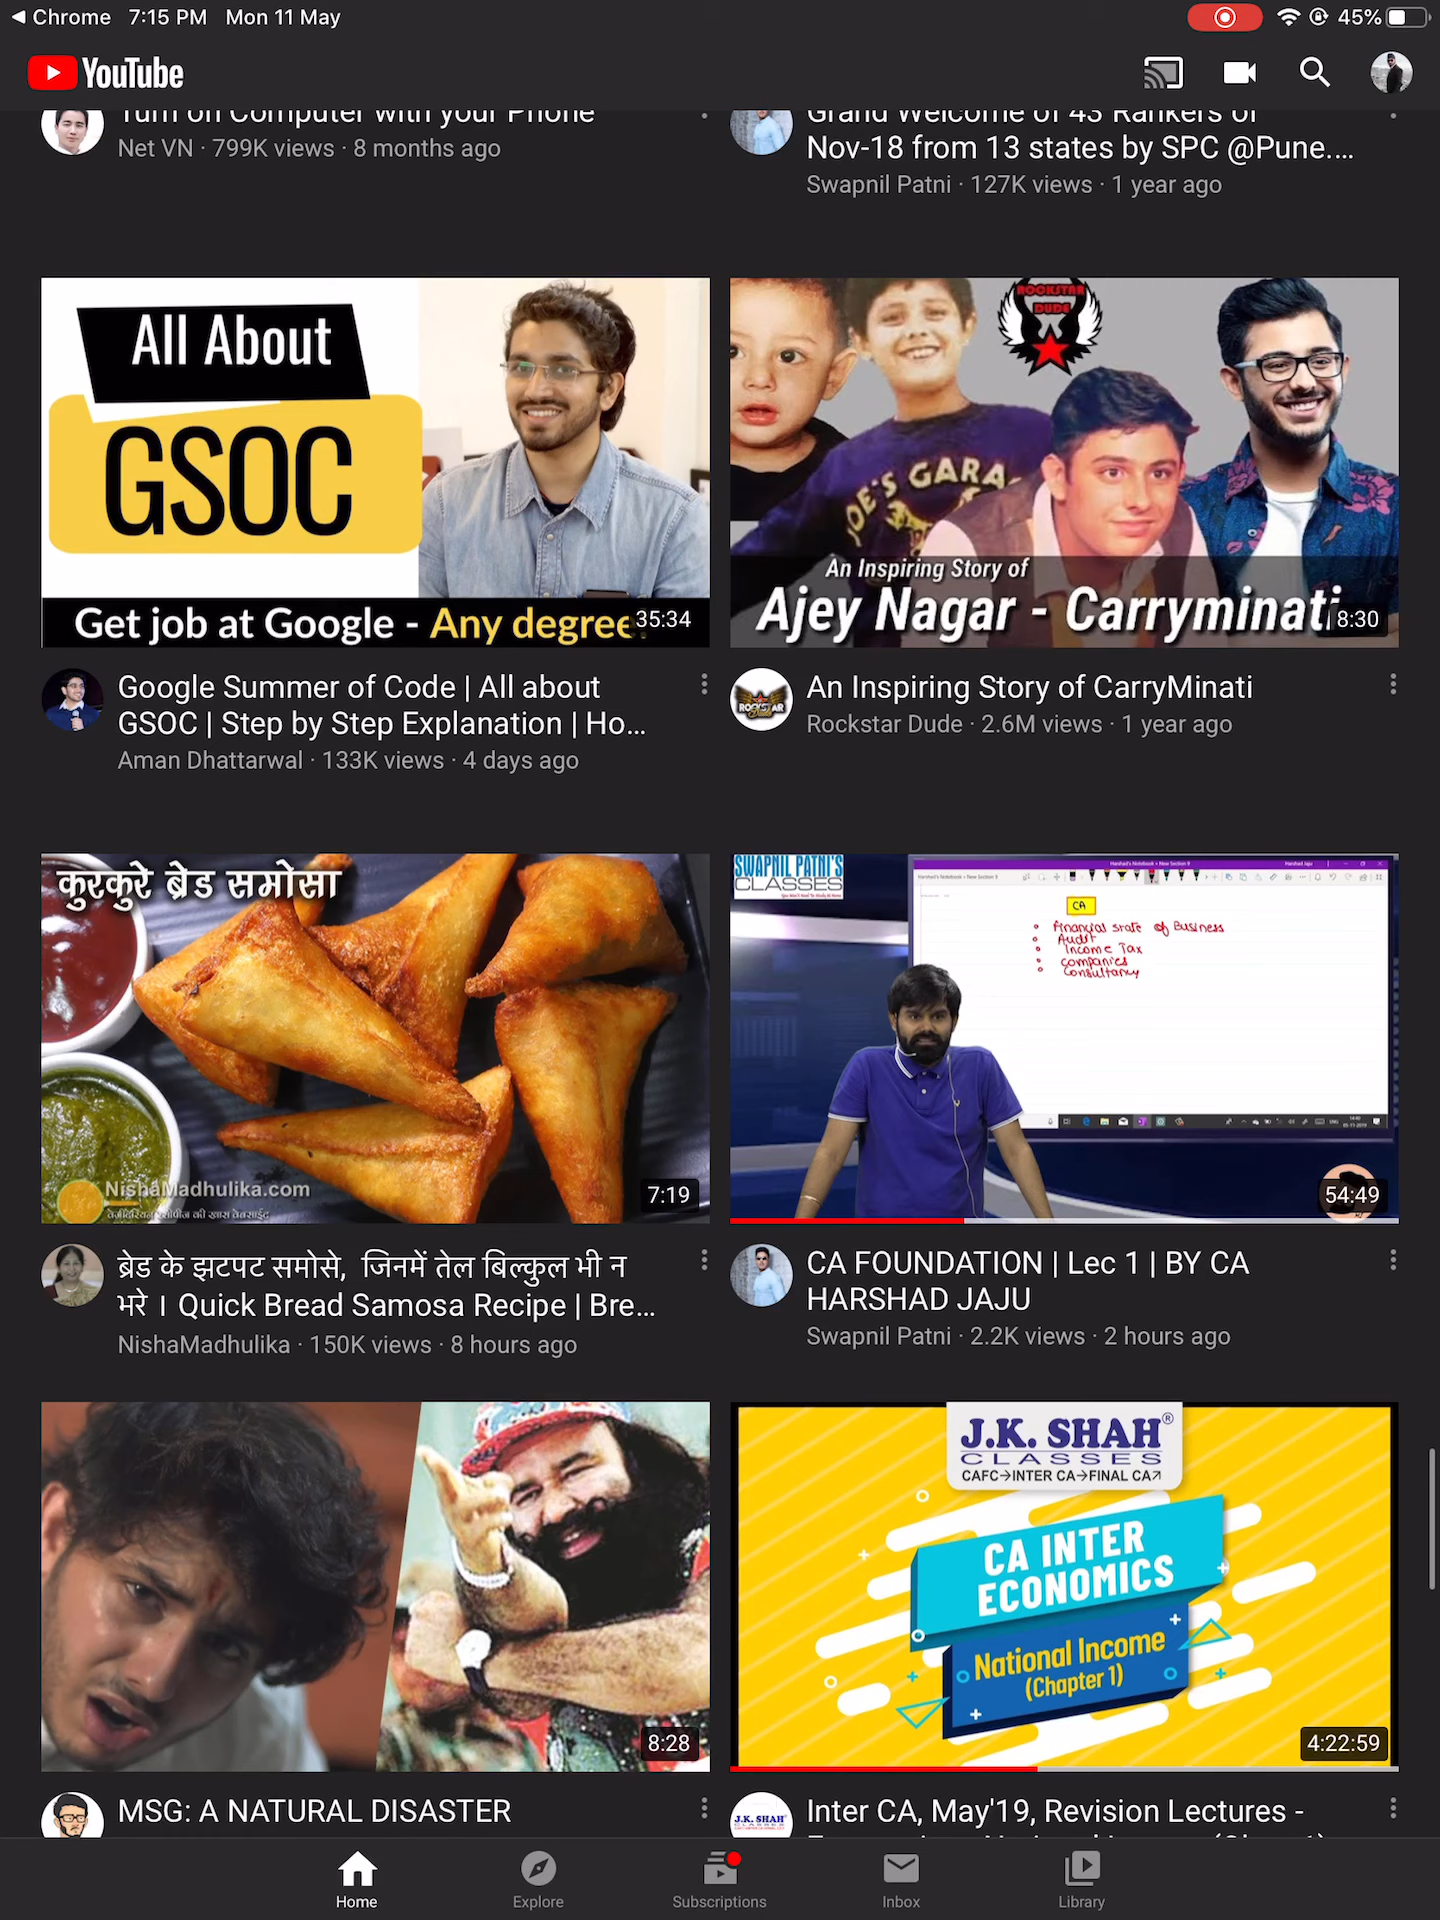 Chrome 7:15 PM Mon 11 May
45%
YouTube
Turn on Computer with your Phone
Net VN · 799K views · 8 months ago
Grand Welcome of 43 Rankers of
Nov-18 from 13 states by SPC @Pune....
Swapnil Patni · 127K views · 1 year ago
All About
GSOC
Get job at Google - Any degree
35:34
Google Summer of Code | All about
GSOC | Step by Step Explanation | Ho...
Aman Dhattarwal · 133K views · 4 days ago
ROCKSTAR
DUDE
An Inspiring Story of
Ajey Nagar - Carryminati
8:30
An Inspiring Story of CarryMinati
Rockstar Dude · 2.6M views · 1 year ago
कुरकुरे ब्रेड समोसा
NishaMadhulika.com
7:19
ब्रेड के झटपट समोसे, जिनमें तेल बिल्कुल भी न
भरे । Quick Bread Samosa Recipe | Bre...
NishaMadhulika · 150K views · 8 hours ago
SWAPNIL PATNI'S
CLASSES
CA
Financial state of Business
Audit
Income Tax
companies
Consultancy
54:49
CA FOUNDATION | Lec 1 | BY CA
HARSHAD JAJU
Swapnil Patni · 2.2K views · 2 hours ago
8:28
MSG: A NATURAL DISASTER
J.K. SHAH®
CLASSES
CAFC→INTER CA→FINAL CA↗
CA INTER
ECONOMICS
National Income
(Chapter 1)
4:22:59
Inter CA, May'19, Revision Lectures -
Home
Explore
Subscriptions
Inbox
Library